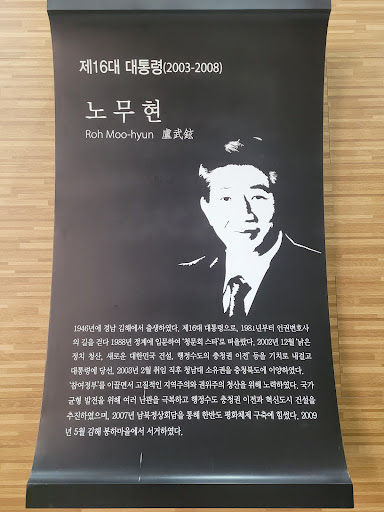 제16대 대통령(2003-2008)
노무현
Roh Moo-hyun 盧武鉉
1946년에 경남 김해에서 출생하였다. 제16대 대통령으로, 1981년부터 인권변호사
의 길을 걷다 1988년 정계에 입문하여 '청문회 스타'로 떠올랐다. 2002년 12월 '낡은
정치 청산, 새로운 대한민국 건설, 행정수도의 충청권 이전' 등을 기치로 내걸고
대통령에 당선, 2003년 2월 취임 직후 청남대 소유권을 충청북도에 이양하였다.
'참여정부'를 이끌면서 고질적인 지역주의와 권위주의 청산을 위해 노력하였다. 국가
균형 발전을 위해 여러 난관을 극복하고 행정수도 충청권 이전과 혁신도시 건설을
추진하였으며, 2007년 남북정상회담을 통해 한반도 평화체제 구축에 힘썼다. 2009
년 5월 김해 봉하마을에서 서거하였다.